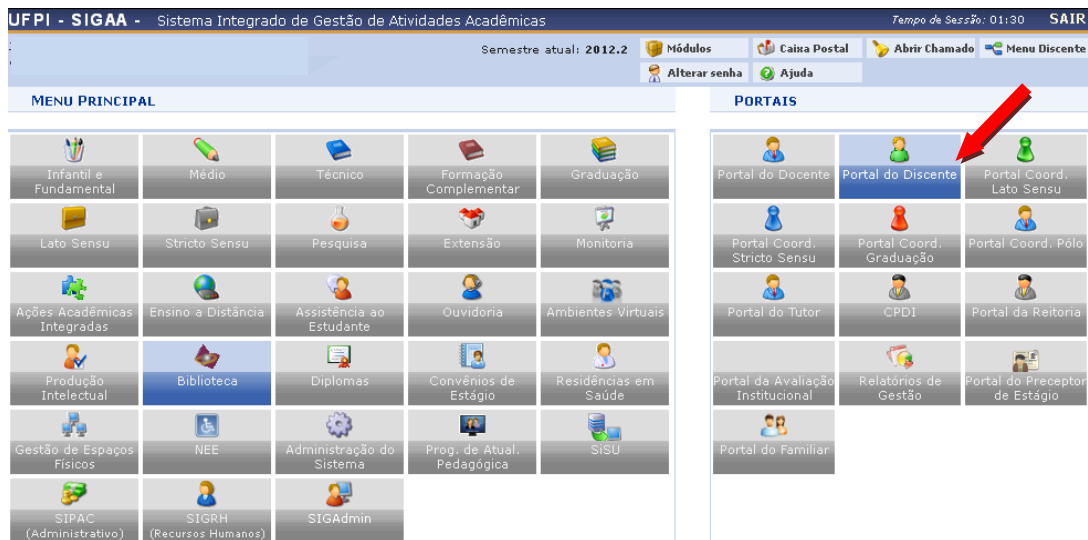 UFPI - SIGAA - Sistema Integrado de Gestão de Atividades Acadêmicas
Tempo de Sessão: 01:30 SAIR
Semestre atual: 2012.2
Módulos
Caixa Postal
Abrir Chamado
Menu Discente
Alterar senha
Ajuda
MENU PRINCIPAL
Infantil e
Fundamental
Médio
Técnico
Formação
Complementar
Graduação
Lato Sensu
Stricto Sensu
Pesquisa
Extensão
Monitoria
Ações Acadêmicas
Integradas
Ensino a Distância
Assistência ao
Estudante
Ouvidoria
Ambientes Virtuais
Produção
Intelectual
Biblioteca
Diplomas
Convênios de
Estágio
Residências em
Saúde
Gestão de Espaços
Físicos
NEE
Administração do
Sistema
Prog. de Atual.
Pedagógica
SiSU
SIPAC
(Administrativo)
SIGRH
(Recursos Humanos)
SIGAdmin
PORTAIS
Portal do Docente
Portal do Discente
Portal Coord.
Lato Sensu
Portal Coord.
Stricto Sensu
Portal Coord.
Graduação
Portal Coord. Pólo
Portal do Tutor
CPDI
Portal da Reitoria
Portal da Avaliação
Institucional
Relatórios de
Gestão
Portal do Preceptor
de Estágio
Portal do Familiar